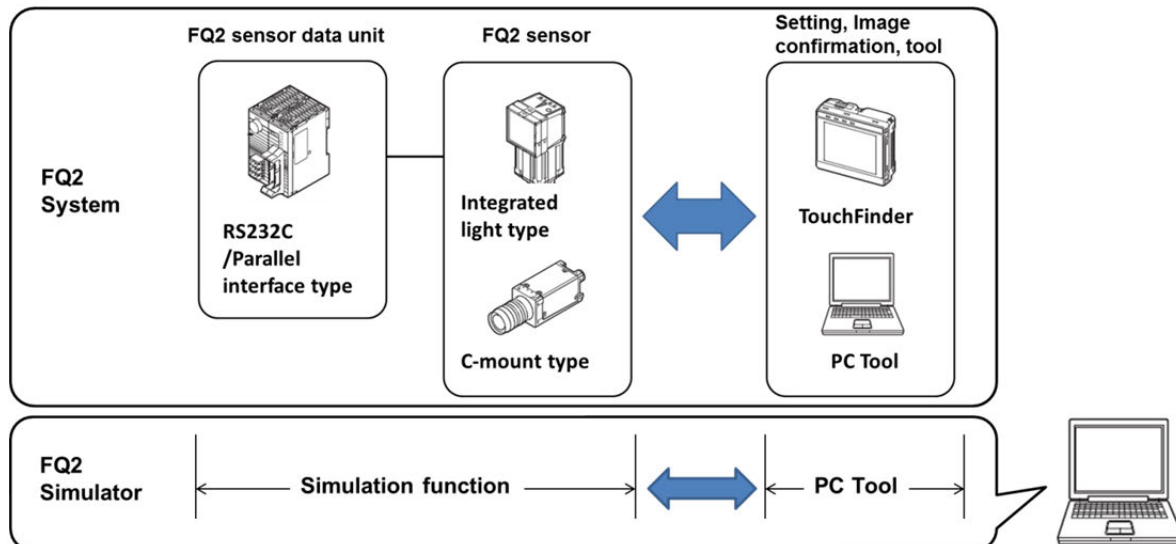 FQ2 sensor data unit
FQ2 sensor
Setting, Image
confirmation, tool
FQ2
System
RS232C
/Parallel
interface type
Integrated
light type
C-mount type
TouchFinder
PC Tool
FQ2
Simulator
Simulation function
PC Tool